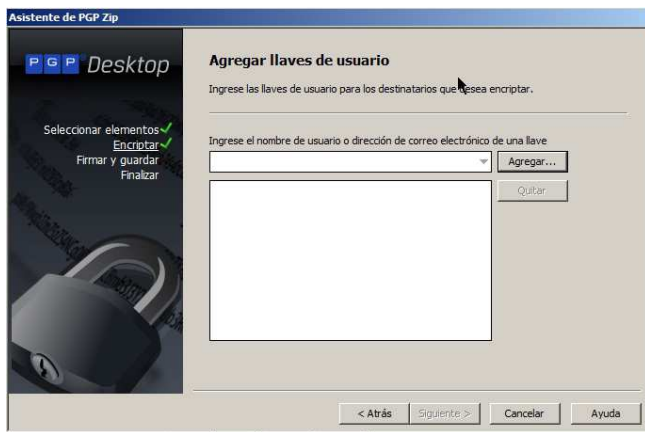 Asistente de PGP Zip
PGP Desktop
Agregar llaves de usuario
Ingrese las llaves de usuario para los destinatarios que desea encriptar.
Seleccionar elementos
Encriptar
Firmar y guardar
Finalizar
Ingrese el nombre de usuario o dirección de correo electrónico de una llave
Agregar...
Quitar
< Atrás
Siguiente >
Cancelar
Ayuda